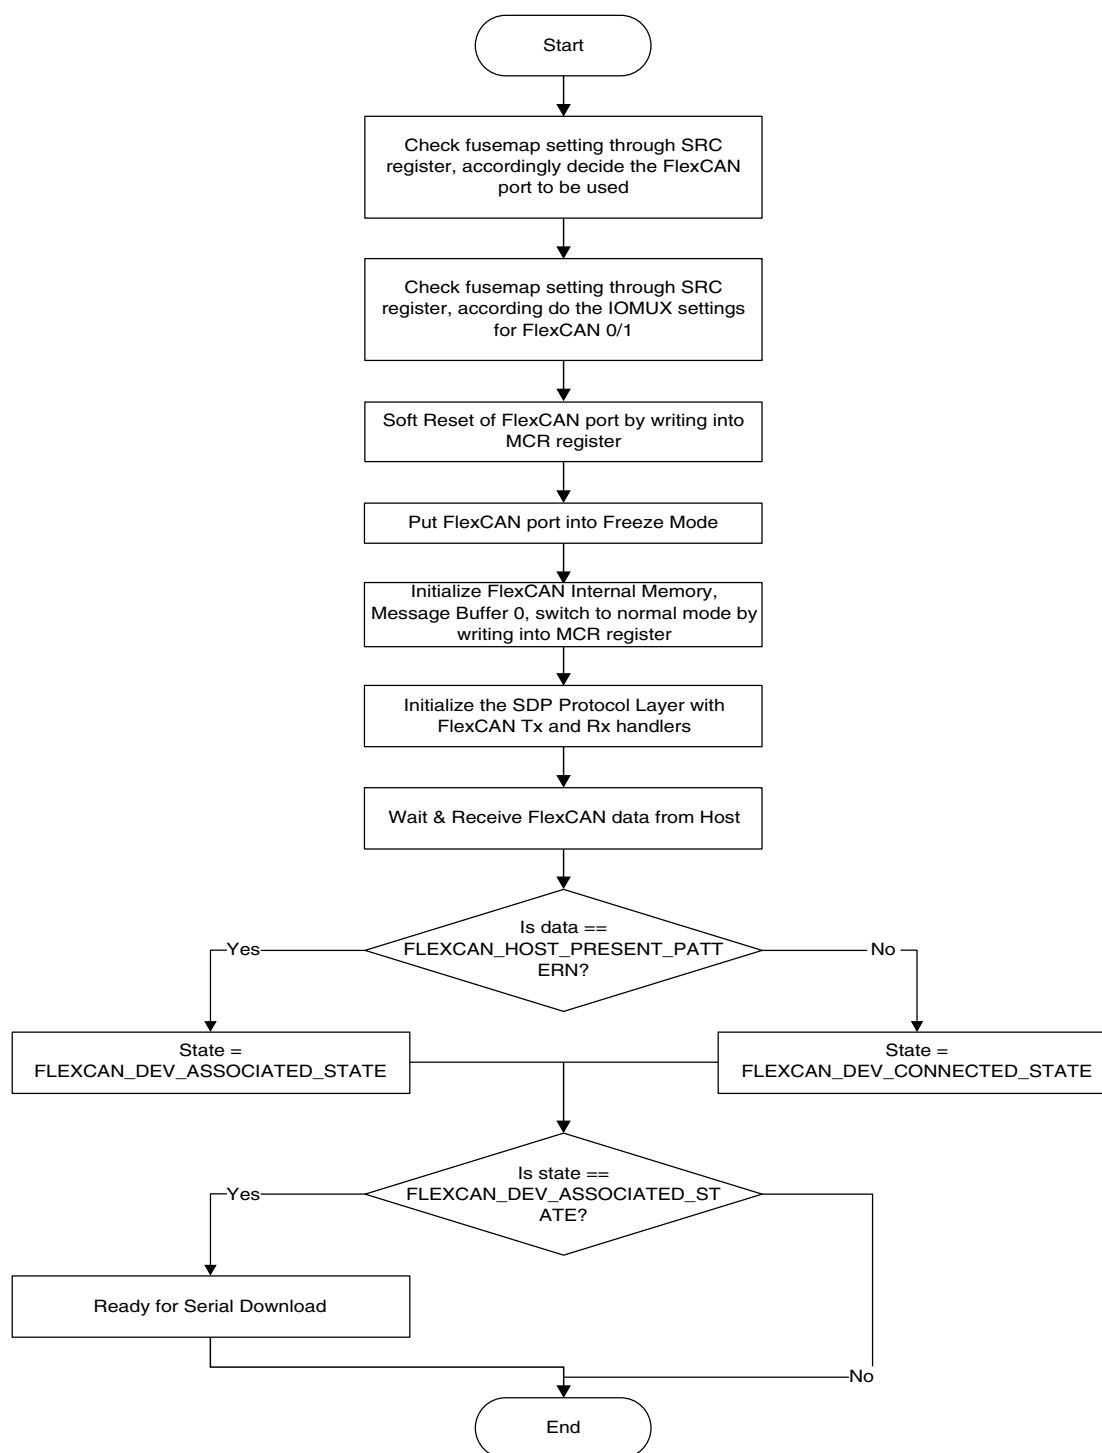 Start
Check fusemap setting through SRC
register, accordingly decide the FlexCAN
port to be used
Check fusemap setting through SRC
register, according do the IOMUX settings
for FlexCAN 0/1
Soft Reset of FlexCAN port by writing into
MCR register
Put FlexCAN port into Freeze Mode
Initialize FlexCAN Internal Memory,
Message Buffer 0, switch to normal mode by
writing into MCR register
Initialize the SDP Protocol Layer with
FlexCAN Tx and Rx handlers
Wait & Receive FlexCAN data from Host
Is data ==
FLEXCAN_HOST_PRESENT_PATT
ERN?
Yes
No
State =
FLEXCAN_DEV_ASSOCIATED_STATE
State =
FLEXCAN_DEV_CONNECTED_STATE
Is state ==
FLEXCAN_DEV_ASSOCIATED_ST
ATE?
Yes
Ready for Serial Download
No
End